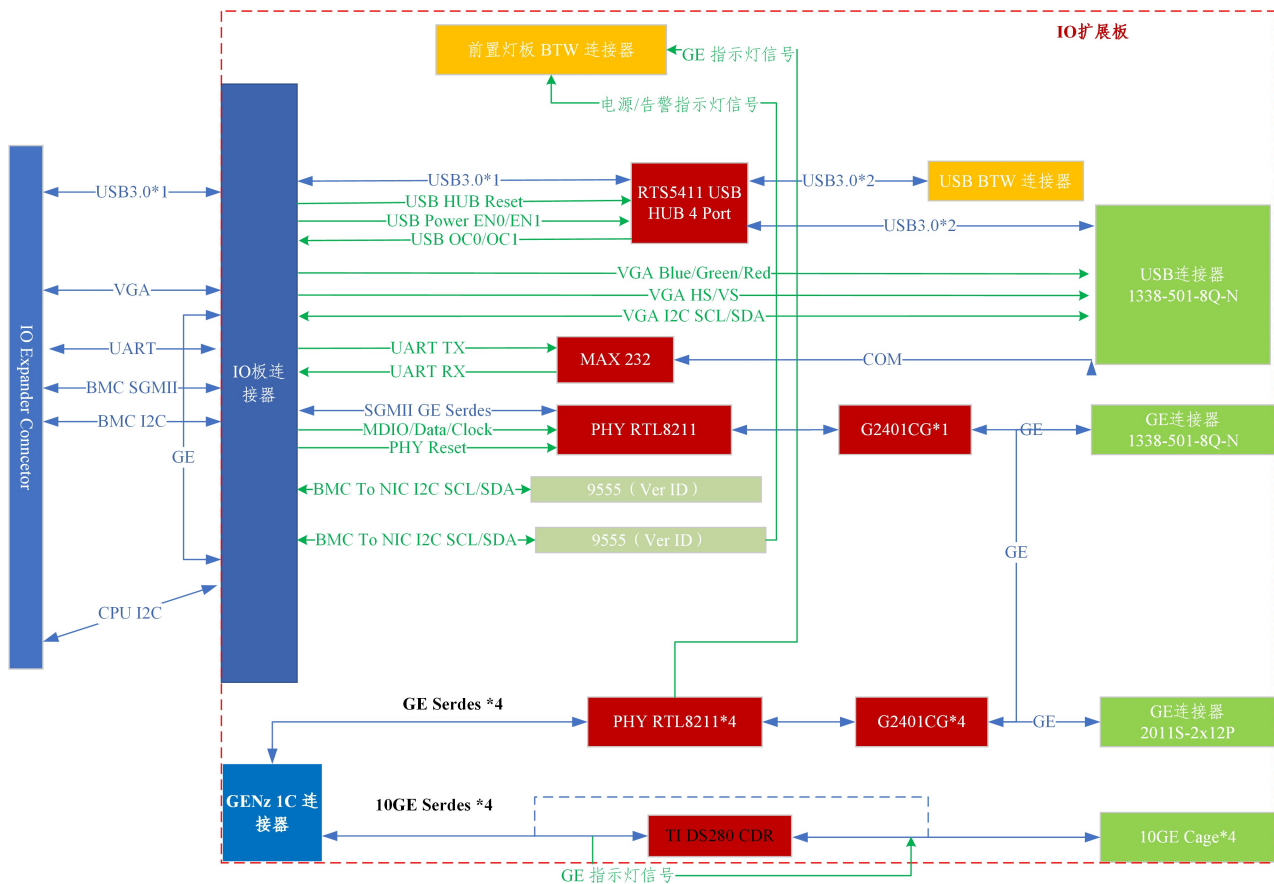 IO扩展板
前置灯板 BTW 连接器
GE 指示灯信号
电源/告警指示灯信号
USB3.0*1
USB3.0*1
RTS5411 USB
HUB 4 Port
USB3.0*2
USB BTW 连接器
USB HUB Reset
USB Power EN0/EN1
USB OC0/OC1
USB3.0*2
USB连接器
1338-501-8Q-N
VGA Blue/Green/Red
VGA
VGA HS/VS
VGA I2C SCL/SDA
IO Expander Conncetor
UART
UART TX
MAX 232
COM
IO板连
接器
UART RX
BMC SGMII
SGMII GE Serdes
BMC I2C
MDIO/Data/Clock
PHY RTL8211
G2401CG*1
GE
GE连接器
1338-501-8Q-N
PHY Reset
GE
BMC To NIC I2C SCL/SDA
9555（Ver ID）
BMC To NIC I2C SCL/SDA
9555（Ver ID）
GE
CPU I2C
GE Serdes *4
PHY RTL8211*4
G2401CG*4
GE
GE连接器
2011S-2x12P
GENz 1C 连
接器
10GE Serdes *4
TI DS280 CDR
10GE Cage*4
GE 指示灯信号